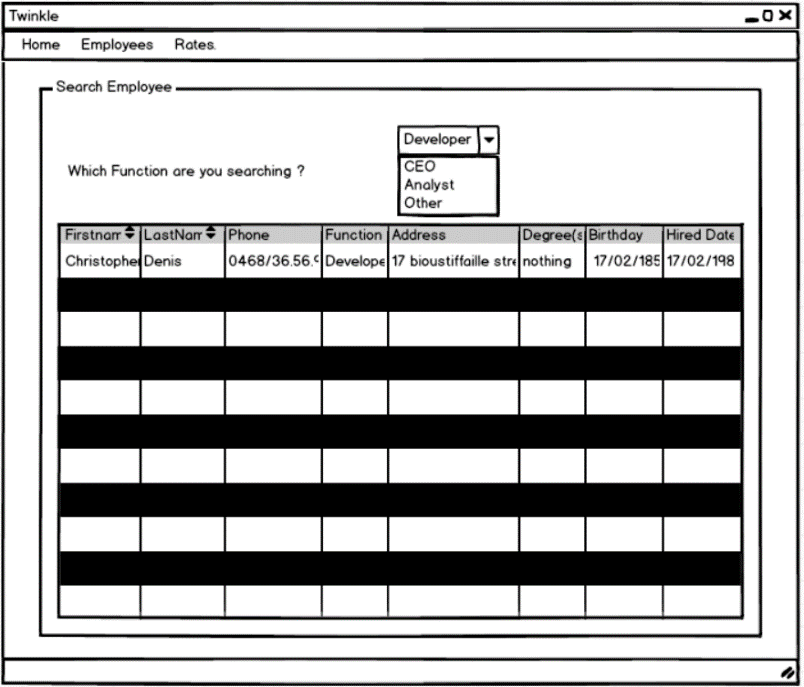 Twinkle
Home Employees Rates.
Search Employee
Developer
Which Function are you searching ?
CEO
Analyst
Other
Firstnam LastNam Phone Function Address Degree(s Birthday Hired Date
Christopher Denis 0468/36.56.9 Develope 17 bioustiffaille stre nothing 17/02/185 17/02/198